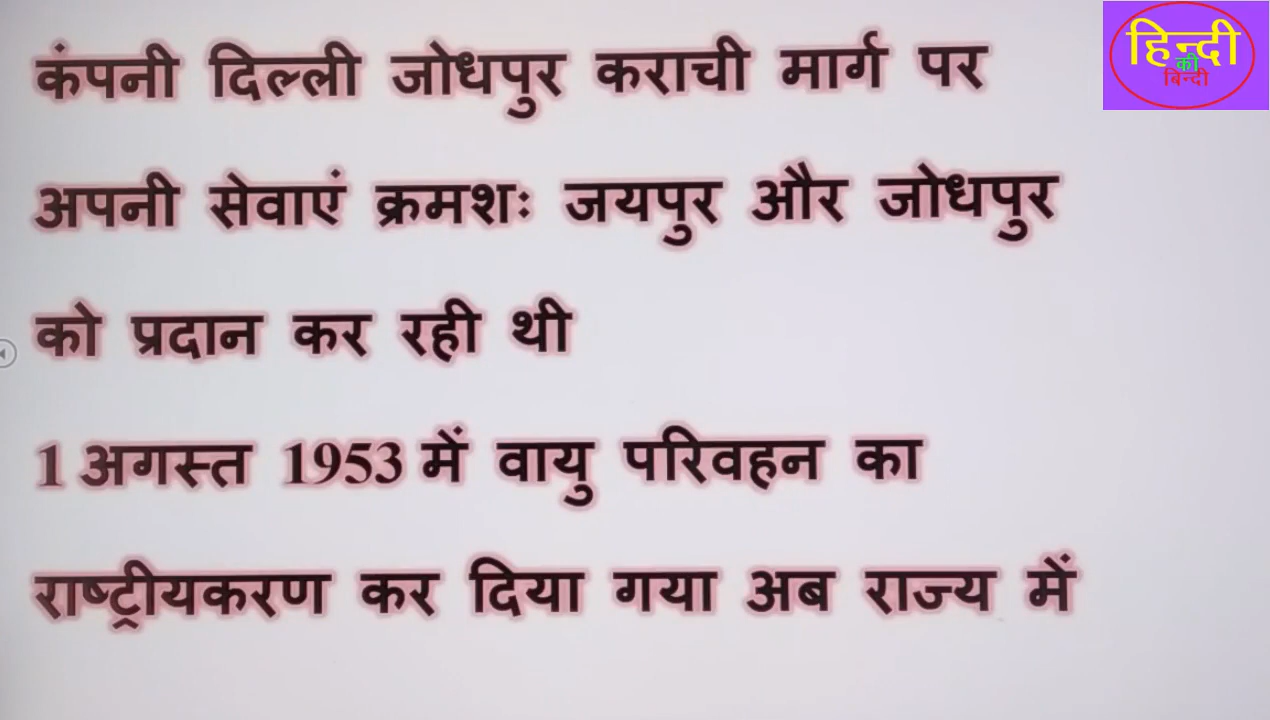 कंपनी दिल्ली जोधपुर कराची मार्ग पर
अपनी सेवाएं क्रमशः जयपुर और जोधपुर
को प्रदान कर रही थी
1 अगस्त 1953 में वायु परिवहन का
राष्ट्रीयकरण कर दिया गया अब राज्य में
हिन्दी
की
बिन्दी